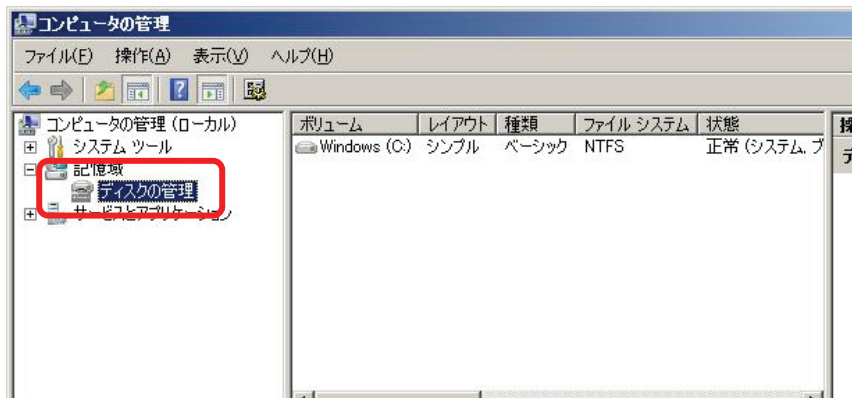 コンピュータの管理
ファイル(F) 操作(A) 表示(V) ヘルプ(H)
コンピュータの管理 (ローカル)
システム ツール
記憶域
ディスクの管理
サービスとアプリケーション
ボリューム レイアウト 種類 ファイル システム 状態
Windows (C:) シンプル ベーシック NTFS 正常 (システム, ブ
操
デ